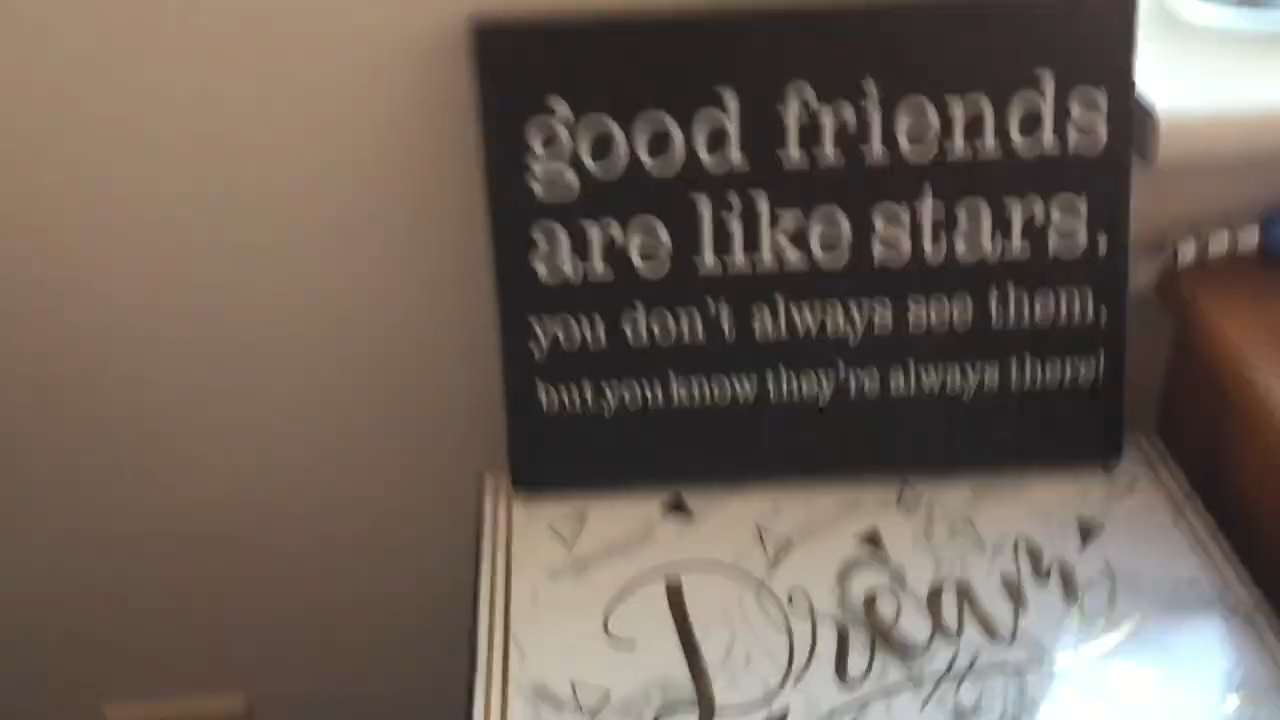 good friends
are like stars,
you don't always see them,
but you know they're always there!
Dream